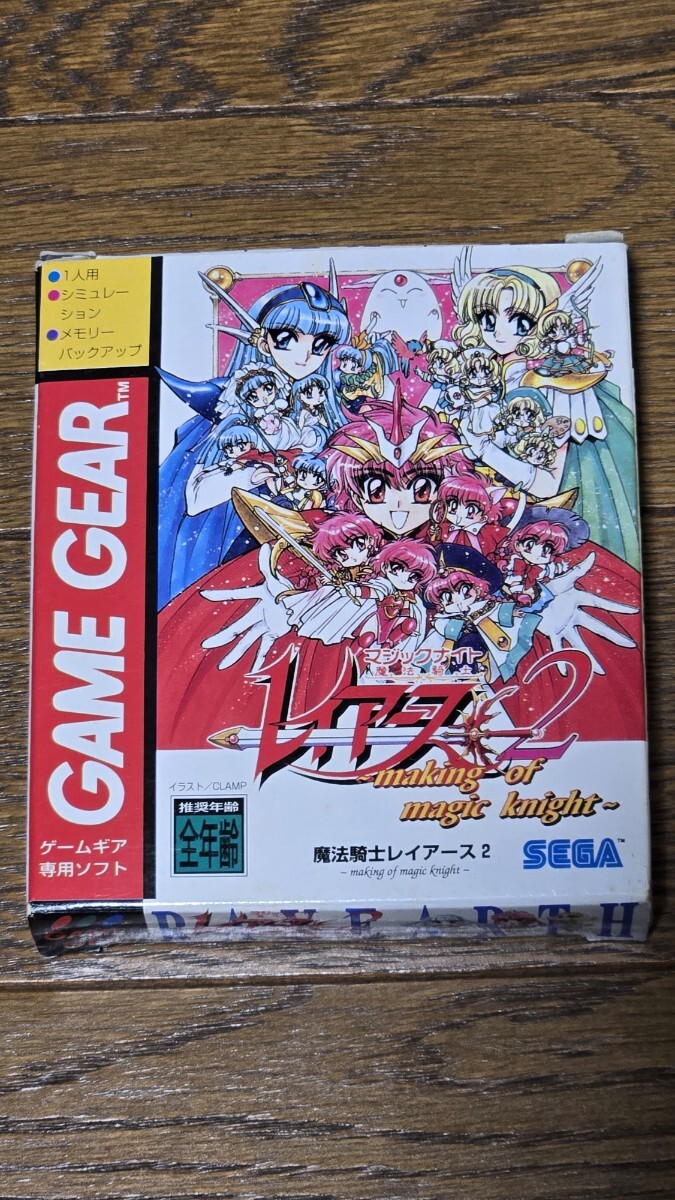 ●1人用
●シミュレー
ション
●メモリー
バックアップ
GAME GEAR™
ゲームギア
専用ソフト
マジックナイト
魔法騎士
レイアース2
~making of
magic knight~
イラスト/CLAMP
推奨年齢
全年齢
魔法騎士レイアース2
~ making of magic knight ~
SEGA™
RAYEARTH